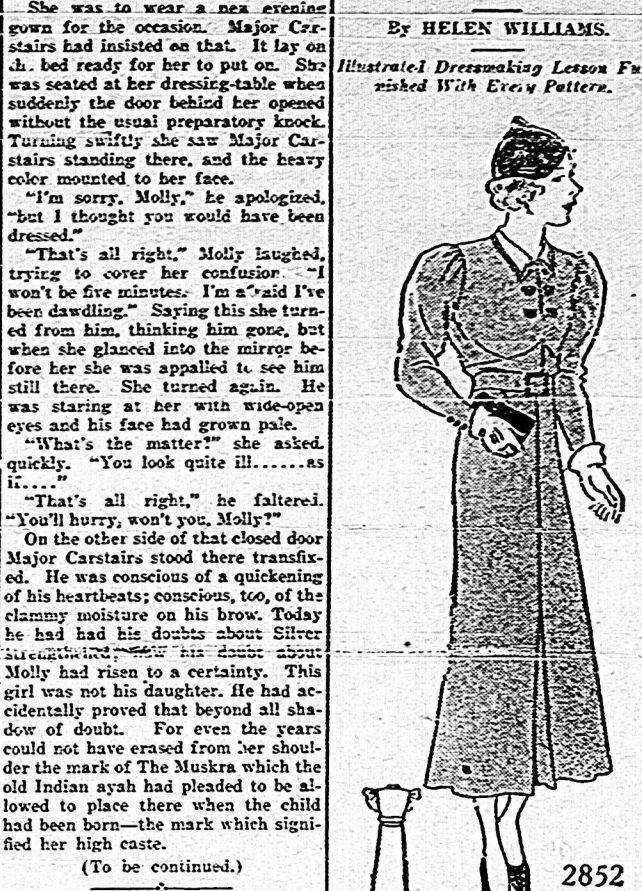 She was to wear a new evening
gown for the occasion. Major Car-
stairs had insisted on that. It lay on
the bed ready for her to put on. She
was seated at her dressing-table when
suddenly the door behind her opened
without the usual preparatory knock.
Turning swiftly she saw Major Car-
stairs standing there, and the heavy
color mounted to her face.
"I'm sorry, Molly," he apologized,
"but I thought you would have been
dressed."
"That's all right," Molly laughed,
trying to cover her confusion. "I
won't be five minutes. I'm afraid I've
been dawdling." Saying this she turn-
ed from him, thinking him gone, but
when she glanced into the mirror be-
fore her she was appalled to see him
still there. She turned again. He
was staring at her with wide-open
eyes and his face had grown pale.
"What's the matter?" she asked,
quickly. "You look quite ill......as
if....."
"That's all right," he faltered.
"You'll hurry, won't you, Molly?"
On the other side of that closed door
Major Carstairs stood there transfix-
ed. He was conscious of a quickening
of his heartbeats; conscious, too, of the
clammy moisture on his brow. Today
he had had his doubts about Silver
strengthened; his doubt about
Molly had risen to a certainty. This
girl was not his daughter. He had ac-
cidentally proved that beyond all sha-
dow of doubt. For even the years
could not have erased from her shoul-
der the mark of The Muskra which the
old Indian ayah had pleaded to be al-
lowed to place there when the child
had been born—the mark which signi-
fied her high caste.
(To be continued.)
By HELEN WILLIAMS.
Illustrated Dressmaking Lesson Fu
nished With Every Pattern.
2852